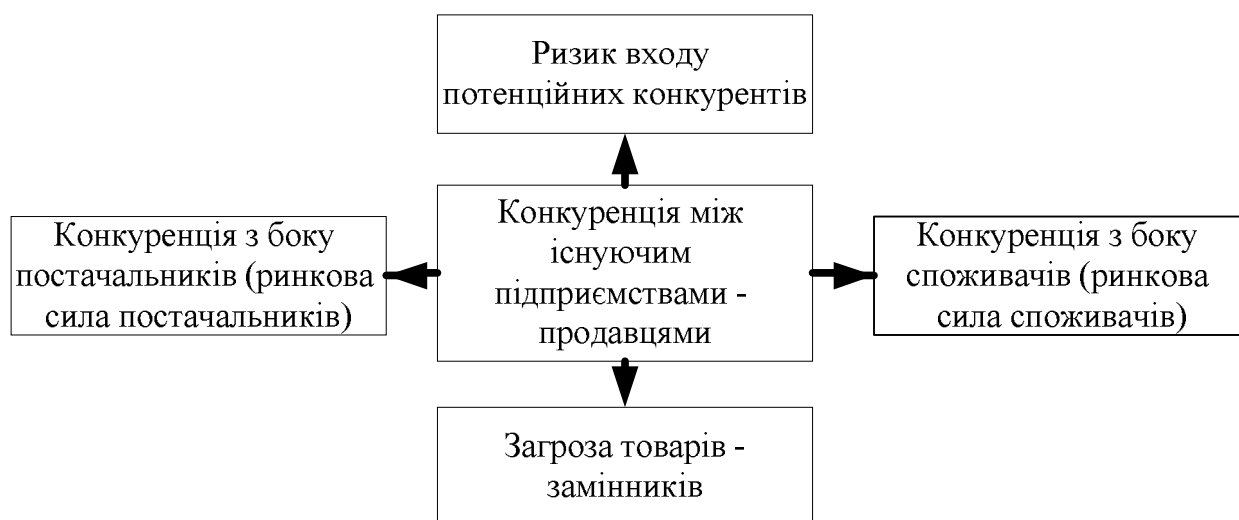 Ризик входу
потенційних конкурентів
Конкуренція з боку
постачальників (ринкова
сила постачальників)
Конкуренція між
існуючим
підприємствами -
продавцями
Конкуренція з боку
споживачів (ринкова
сила споживачів)
Загроза товарів -
замінників